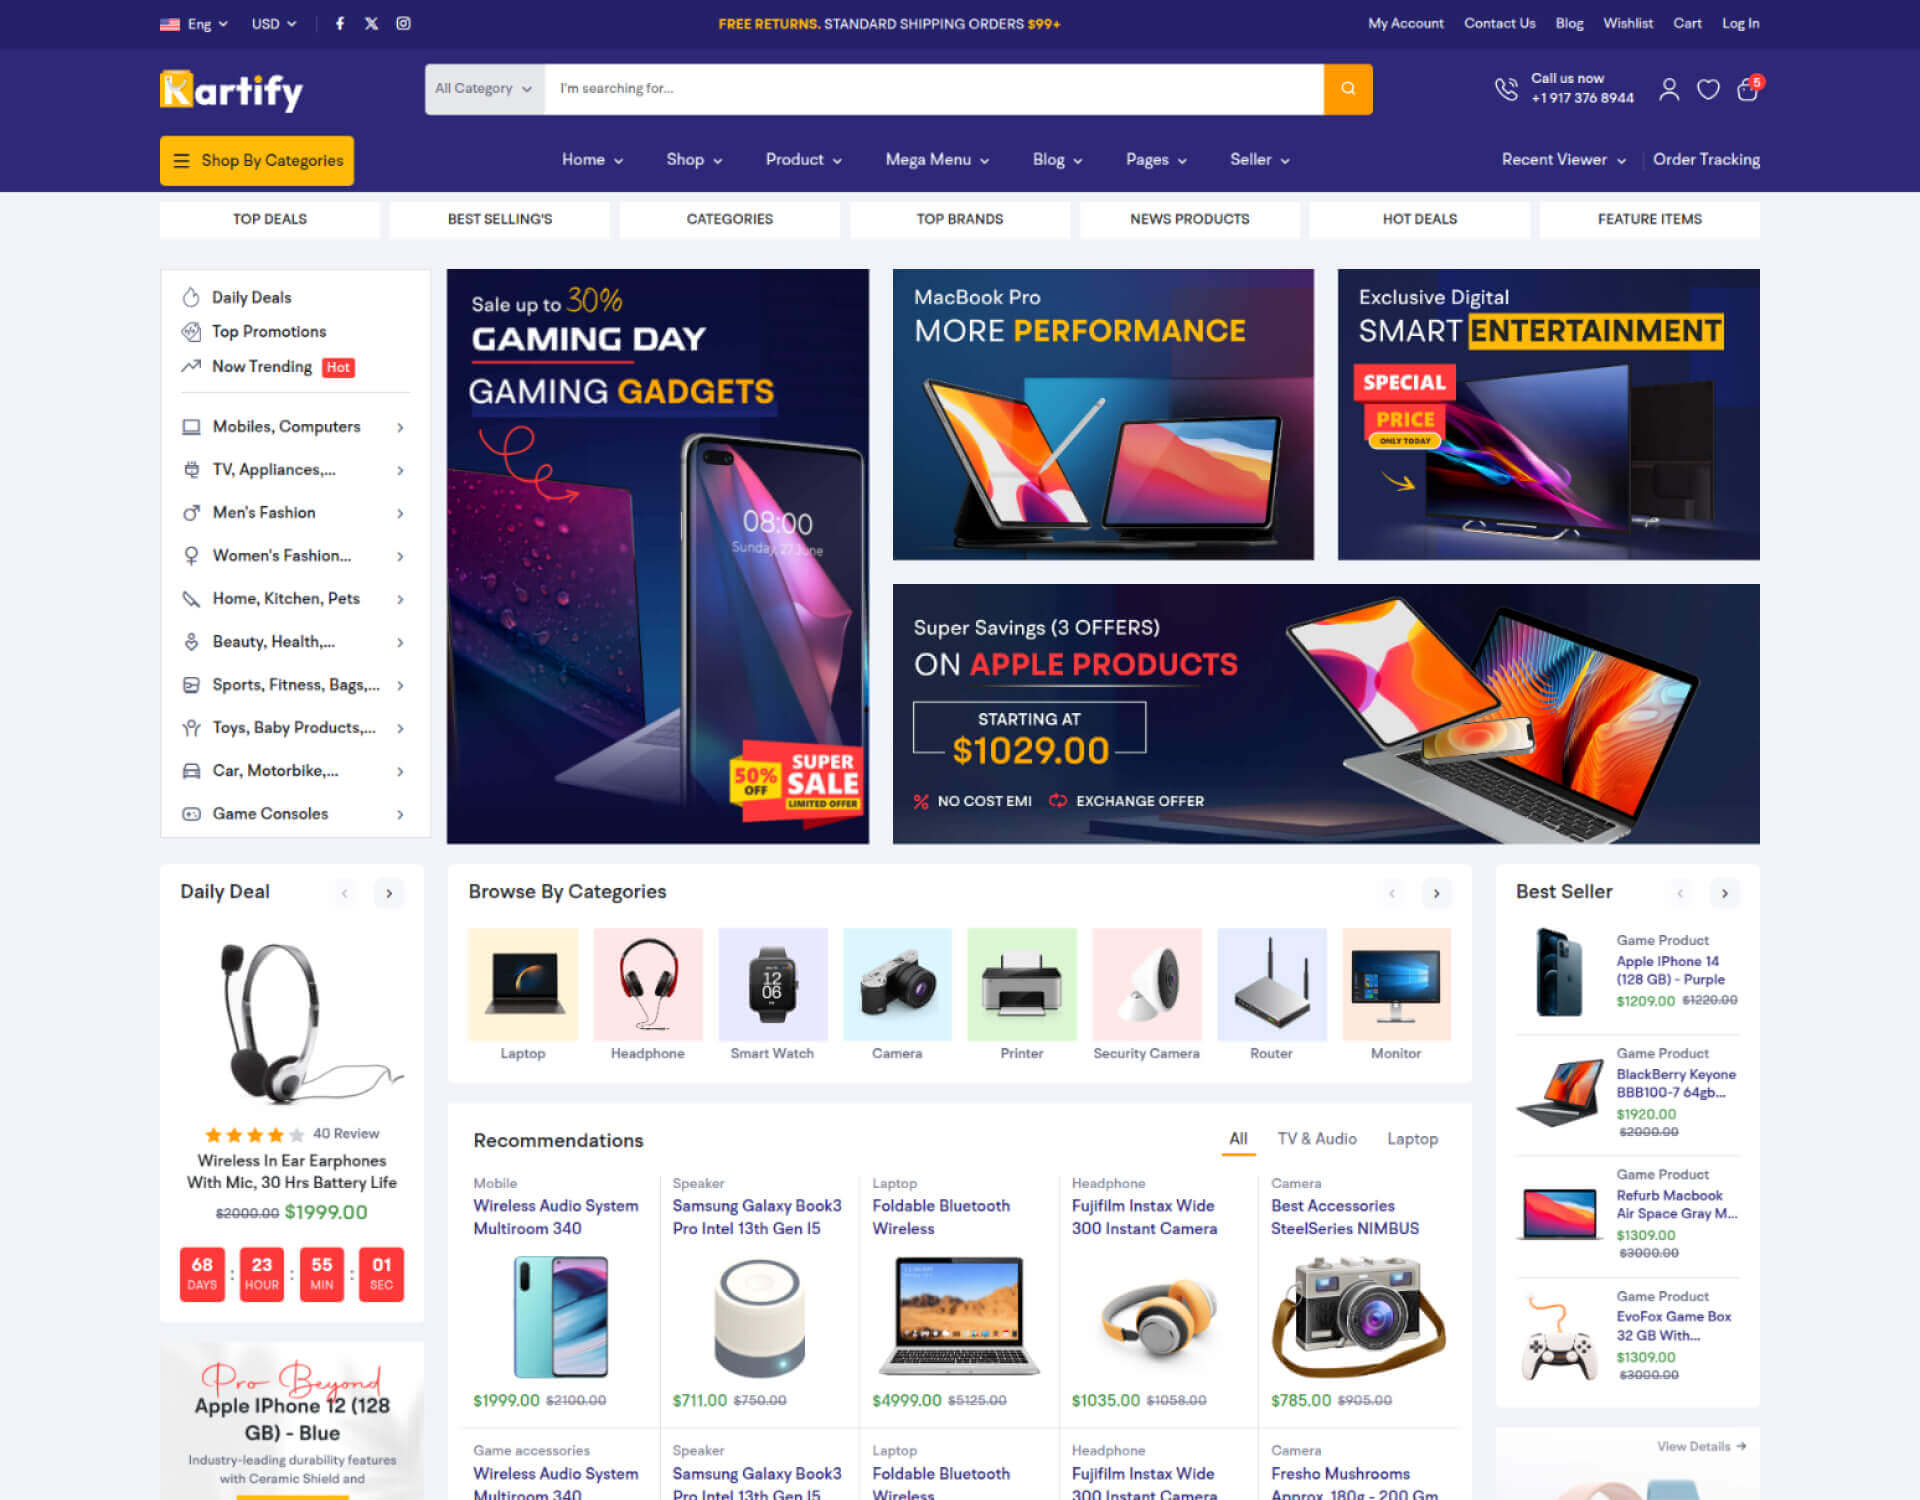 Eng
USD
FREE RETURNS. STANDARD SHIPPING ORDERS $99+
My Account
Contact Us
Blog
Wishlist
Cart
Log In
Kartify
All Category
I'm searching for...
Call us now
+1 917 376 8944
5
Shop By Categories
Home
Shop
Product
Mega Menu
Blog
Pages
Seller
Recent Viewer
Order Tracking
TOP DEALS
BEST SELLING'S
CATEGORIES
TOP BRANDS
NEWS PRODUCTS
HOT DEALS
FEATURE ITEMS
Daily Deals
Top Promotions
Now Trending Hot
Mobiles, Computers
TV, Appliances,...
Men's Fashion
Women's Fashion...
Home, Kitchen, Pets
Beauty, Health,...
Sports, Fitness, Bags,...
Toys, Baby Products,...
Car, Motorbike,...
Game Consoles
Sale up to 30%
GAMING DAY
GAMING GADGETS
08:00
Sunday, 27 June
50%
OFF
SUPER
SALE
LIMITED OFFER
MacBook Pro
MORE PERFORMANCE
Exclusive Digital
SMART ENTERTAINMENT
SPECIAL
PRICE
ONLY TODAY
Super Savings (3 OFFERS)
ON APPLE PRODUCTS
STARTING AT
$1029.00
NO COST EMI
EXCHANGE OFFER
Daily Deal
40 Review
Wireless In Ear Earphones
With Mic, 30 Hrs Battery Life
$2000.00 $1999.00
68 : 23 : 55 : 01
DAYS HOUR MIN SEC
Pro Beyond
Apple IPhone 12 (128
GB) - Blue
Industry-leading durability features
with Ceramic Shield and
Browse By Categories
12
06
Laptop
Headphone
Smart Watch
Camera
Printer
Security Camera
Router
Monitor
Recommendations
All
TV & Audio
Laptop
Mobile
Wireless Audio System
Multiroom 340
$1999.00 $2100.00
Speaker
Samsung Galaxy Book3
Pro Intel 13th Gen I5
$711.00 $750.00
Laptop
Foldable Bluetooth
Wireless
$4999.00 $5125.00
Headphone
Fujifilm Instax Wide
300 Instant Camera
$1035.00 $1058.00
Camera
Best Accessories
SteelSeries NIMBUS
$785.00 $905.00
Game accessories
Wireless Audio System
Multiroom 340
Speaker
Samsung Galaxy Book3
Pro Intel 13th Gen I5
Laptop
Foldable Bluetooth
Wireless
Headphone
Fujifilm Instax Wide
300 Instant Camera
Camera
Fresho Mushrooms
Approx. 180g - 200 Gm
Best Seller
Game Product
Apple IPhone 14
(128 GB) - Purple
$1209.00 $1220.00
Game Product
BlackBerry Keyone
BBB100-7 64gb...
$1920.00
$2000.00
Game Product
Refurb Macbook
Air Space Gray M...
$1309.00
$3000.00
Game Product
EvoFox Game Box
32 GB With...
$1309.00
$3000.00
View Details